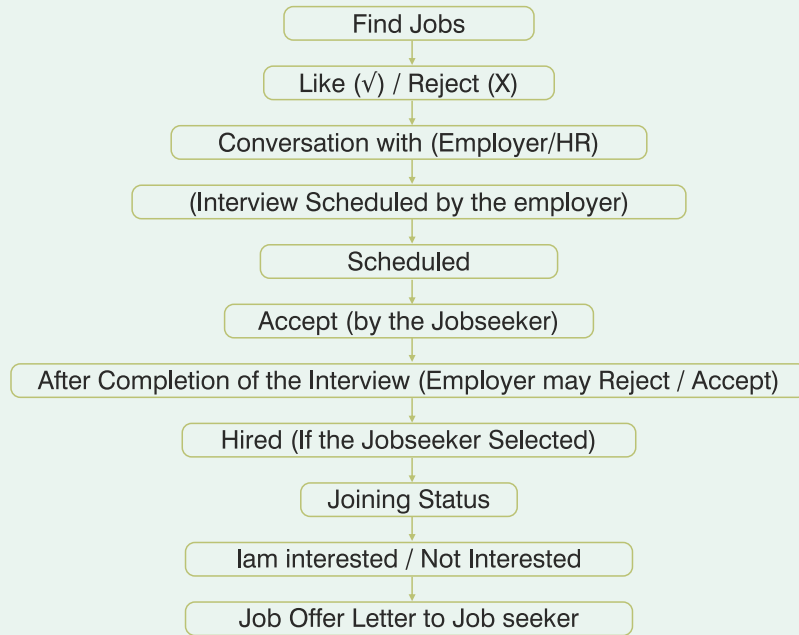 Find Jobs
Like (√) / Reject (X)
Conversation with (Employer/HR)
(Interview Scheduled by the employer)
Scheduled
Accept (by the Jobseeker)
After Completion of the Interview (Employer may Reject / Accept)
Hired (If the Jobseeker Selected)
Joining Status
Iam interested / Not Interested
Job Offer Letter to Job seeker